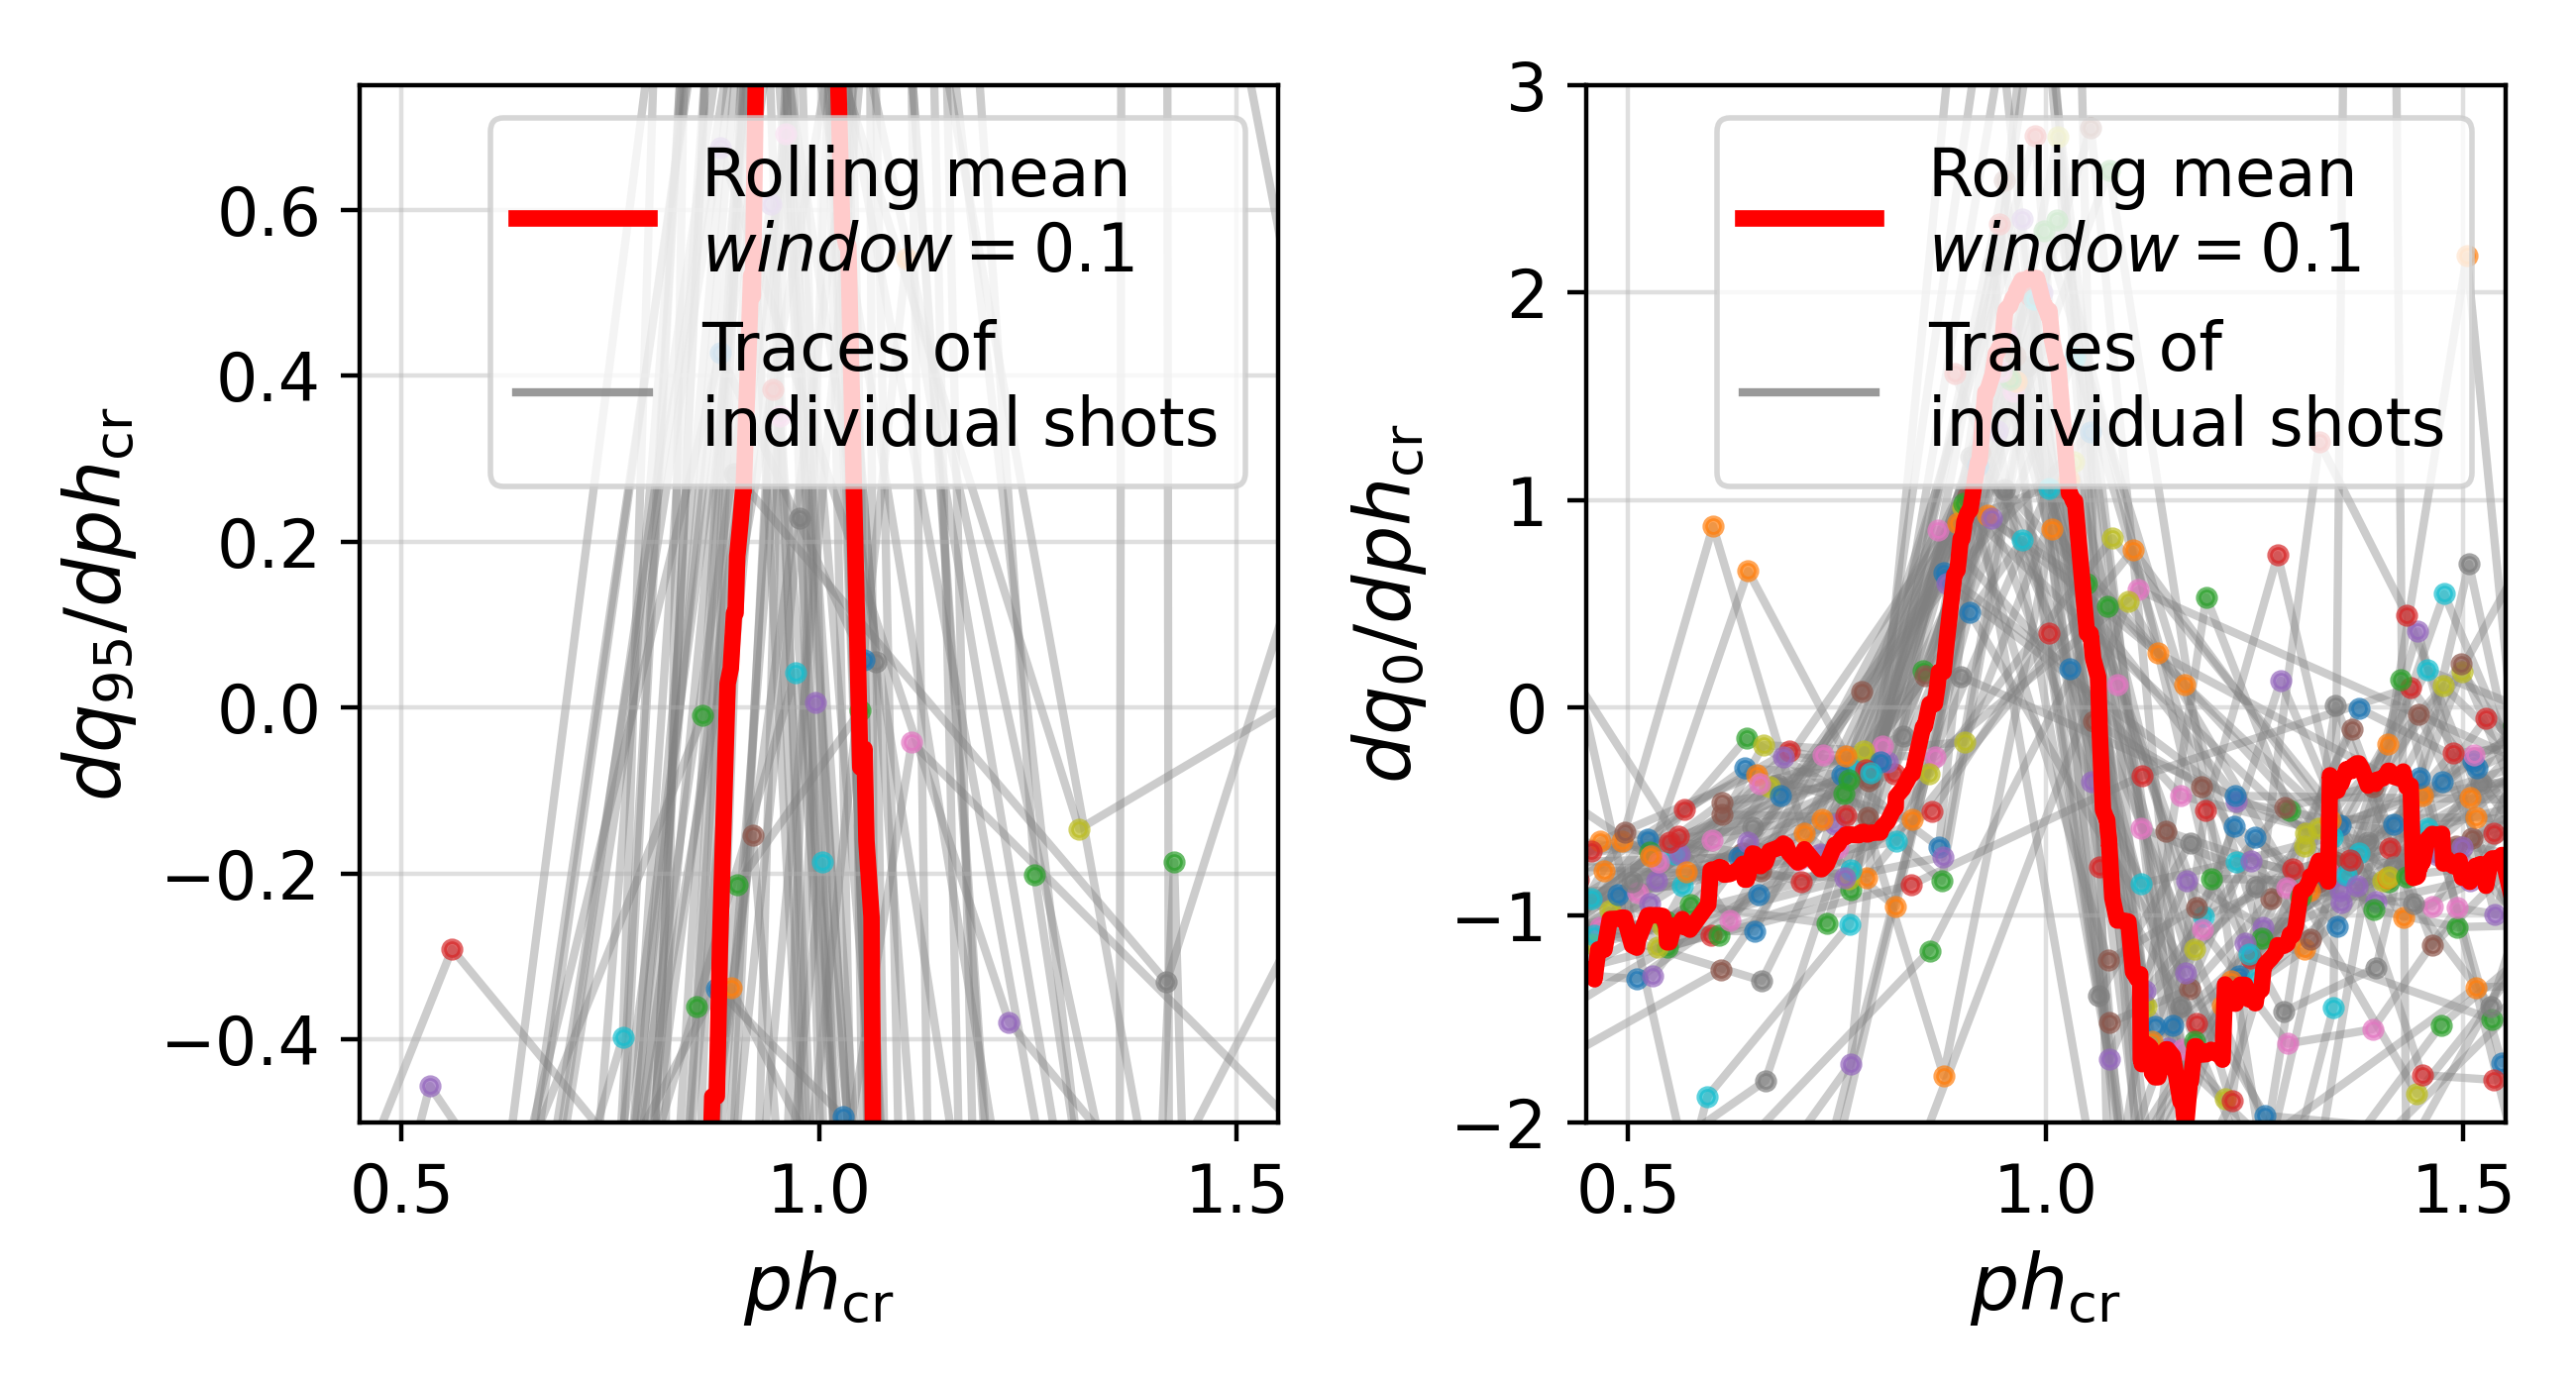 Rolling mean
window = 0.1
Traces of
individual shots
0.6
0.4
0.2
0.0
−0.2
−0.4
0.5 1.0 1.5
dq95/dphcr
phcr
Rolling mean
window = 0.1
Traces of
individual shots
3
2
1
0
−1
−2
0.5 1.0 1.5
dq0/dphcr
phcr